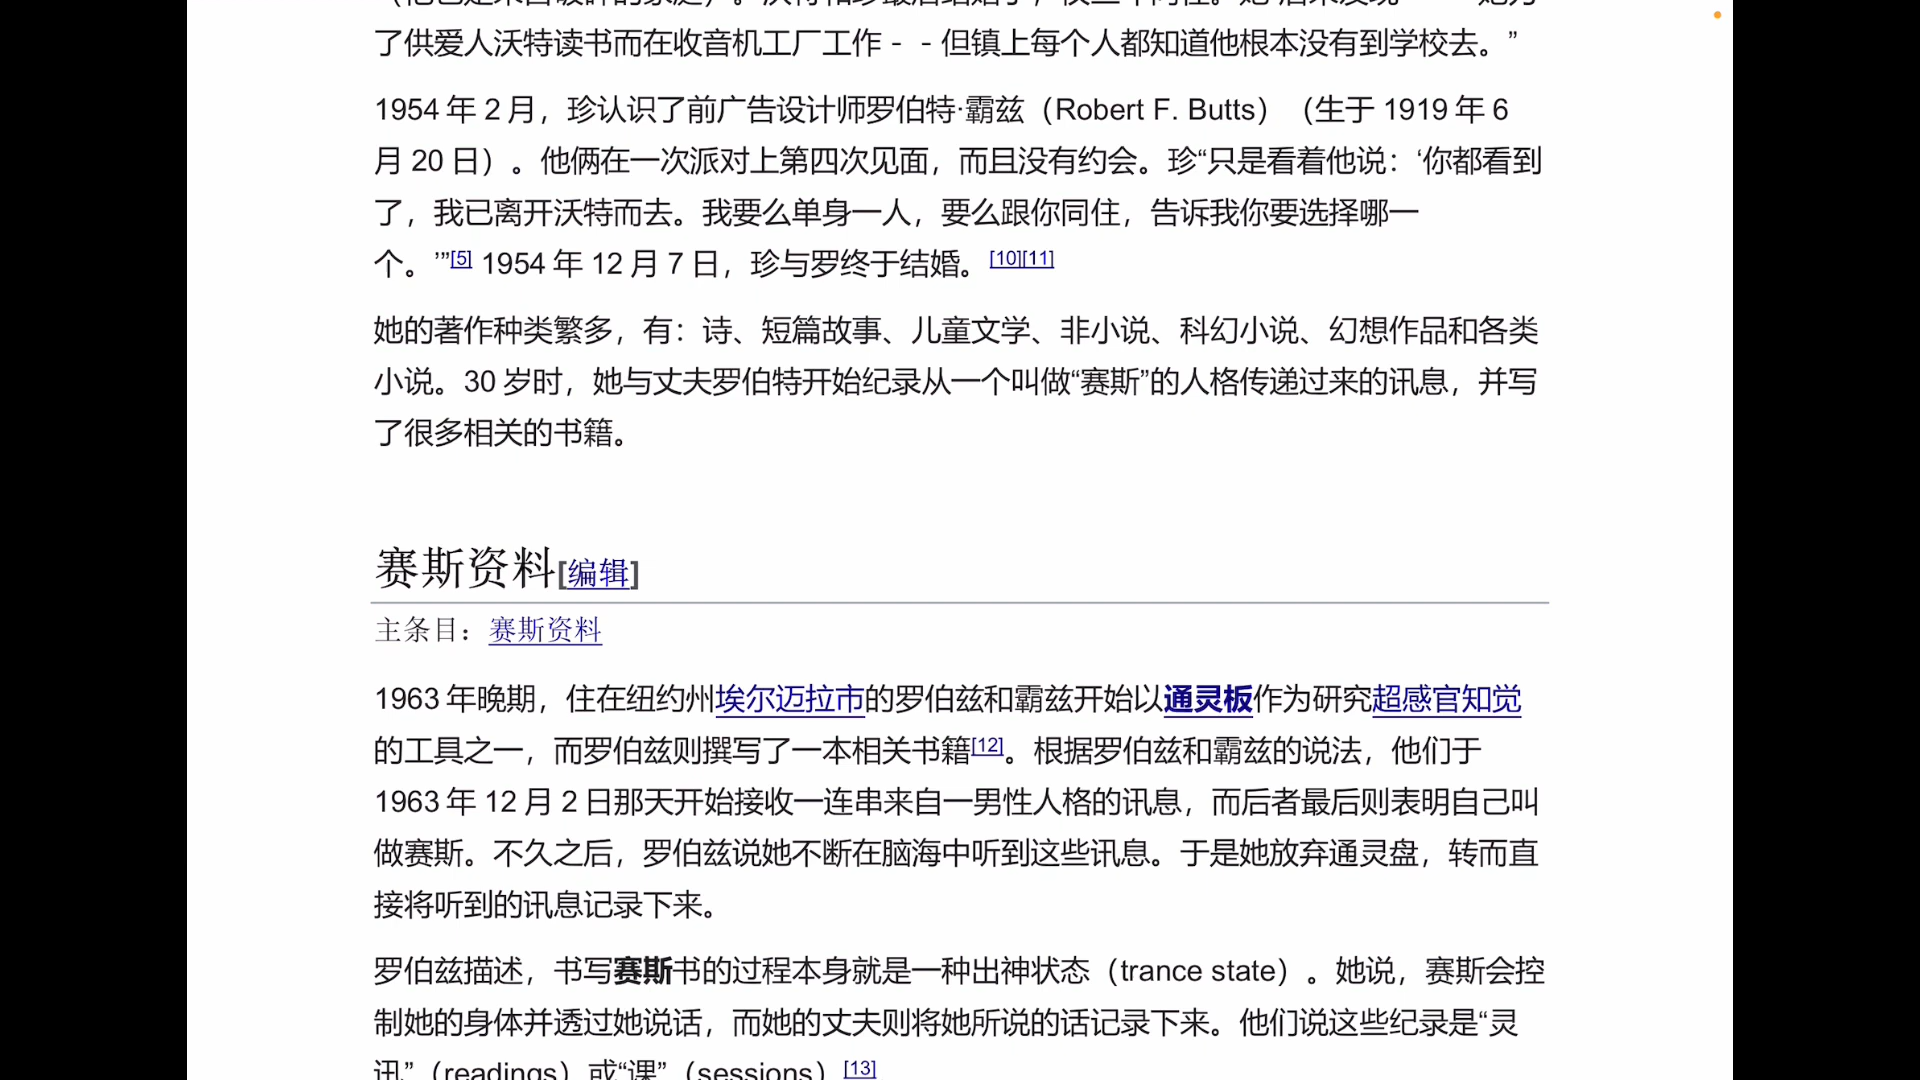 了供爱人沃特读书而在收音机工厂工作 - - 但镇上每个人都知道他根本没有到学校去。”
1954 年 2 月，珍认识了前广告设计师罗伯特·霸兹（Robert F. Butts）（生于 1919 年 6
月 20 日）。他俩在一次派对上第四次见面，而且没有约会。珍“只是看着他说：‘你都看到
了，我已离开沃特而去。我要么单身一人，要么跟你同住，告诉我你要选择哪一
个。’”[5] 1954 年 12 月 7 日，珍与罗终于结婚。[10][11]
她的著作种类繁多，有：诗、短篇故事、儿童文学、非小说、科幻小说、幻想作品和各类
小说。30 岁时，她与丈夫罗伯特开始纪录从一个叫做“赛斯”的人格传递过来的讯息，并写
了很多相关的书籍。
赛斯资料[编辑]
主条目：赛斯资料
1963 年晚期，住在纽约州埃尔迈拉市的罗伯兹和霸兹开始以通灵板作为研究超感官知觉
的工具之一，而罗伯兹则撰写了一本相关书籍[12]。根据罗伯兹和霸兹的说法，他们于
1963 年 12 月 2 日那天开始接收一连串来自一男性人格的讯息，而后者最后则表明自己叫
做赛斯。不久之后，罗伯兹说她不断在脑海中听到这些讯息。于是她放弃通灵盘，转而直
接将听到的讯息记录下来。
罗伯兹描述，书写赛斯书的过程本身就是一种出神状态（trance state）。她说，赛斯会控
制她的身体并透过她说话，而她的丈夫则将她所说的话记录下来。他们说这些纪录是“灵
讯”（readings）或“课”（sessions）[13]